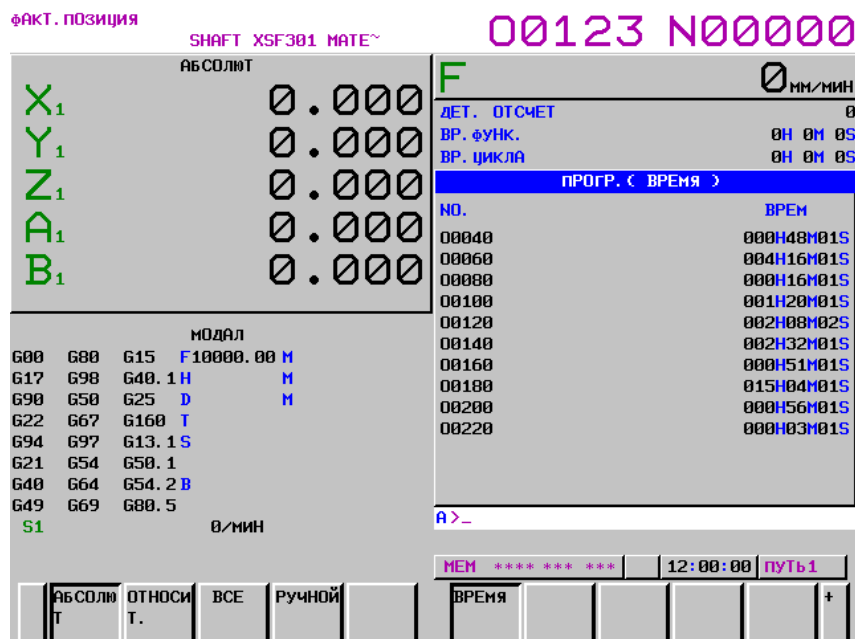 ФАКТ. ПОЗИЦИЯ
SHAFT XSF301 MATE~
O0123 N00000
АБСОЛЮТ
X1 0.000
Y1 0.000
Z1 0.000
A1 0.000
B1 0.000
F 0 ММ/МИН
ДЕТ. ОТСЧЕТ 0
ВР. ФУНК. 0H 0M 0S
ВР. ЦИКЛА 0H 0M 0S
ПРОГР.( ВРЕМЯ )
NO. ВРЕМ
O0040 000H48M01S
O0060 004H16M01S
O0080 000H16M01S
O0100 001H20M01S
O0120 002H08M02S
O0140 002H32M01S
O0160 000H51M01S
O0180 015H04M01S
O0200 000H56M01S
O0220 000H03M01S
МОДАЛ
G00 G80 G15 F10000.00 M
G17 G98 G40.1 H M
G90 G50 G25 D M
G22 G67 G160 T
G94 G97 G13.1 S
G21 G54 G50.1
G40 G64 G54.2 B
G49 G69 G80.5
S1 0/МИН
A>_
MEM **** *** *** 12:00:00 ПУТЬ1
АБСОЛЮ ОТНОСИ ВСЕ РУЧНОЙ ВРЕМЯ +
Т Т.